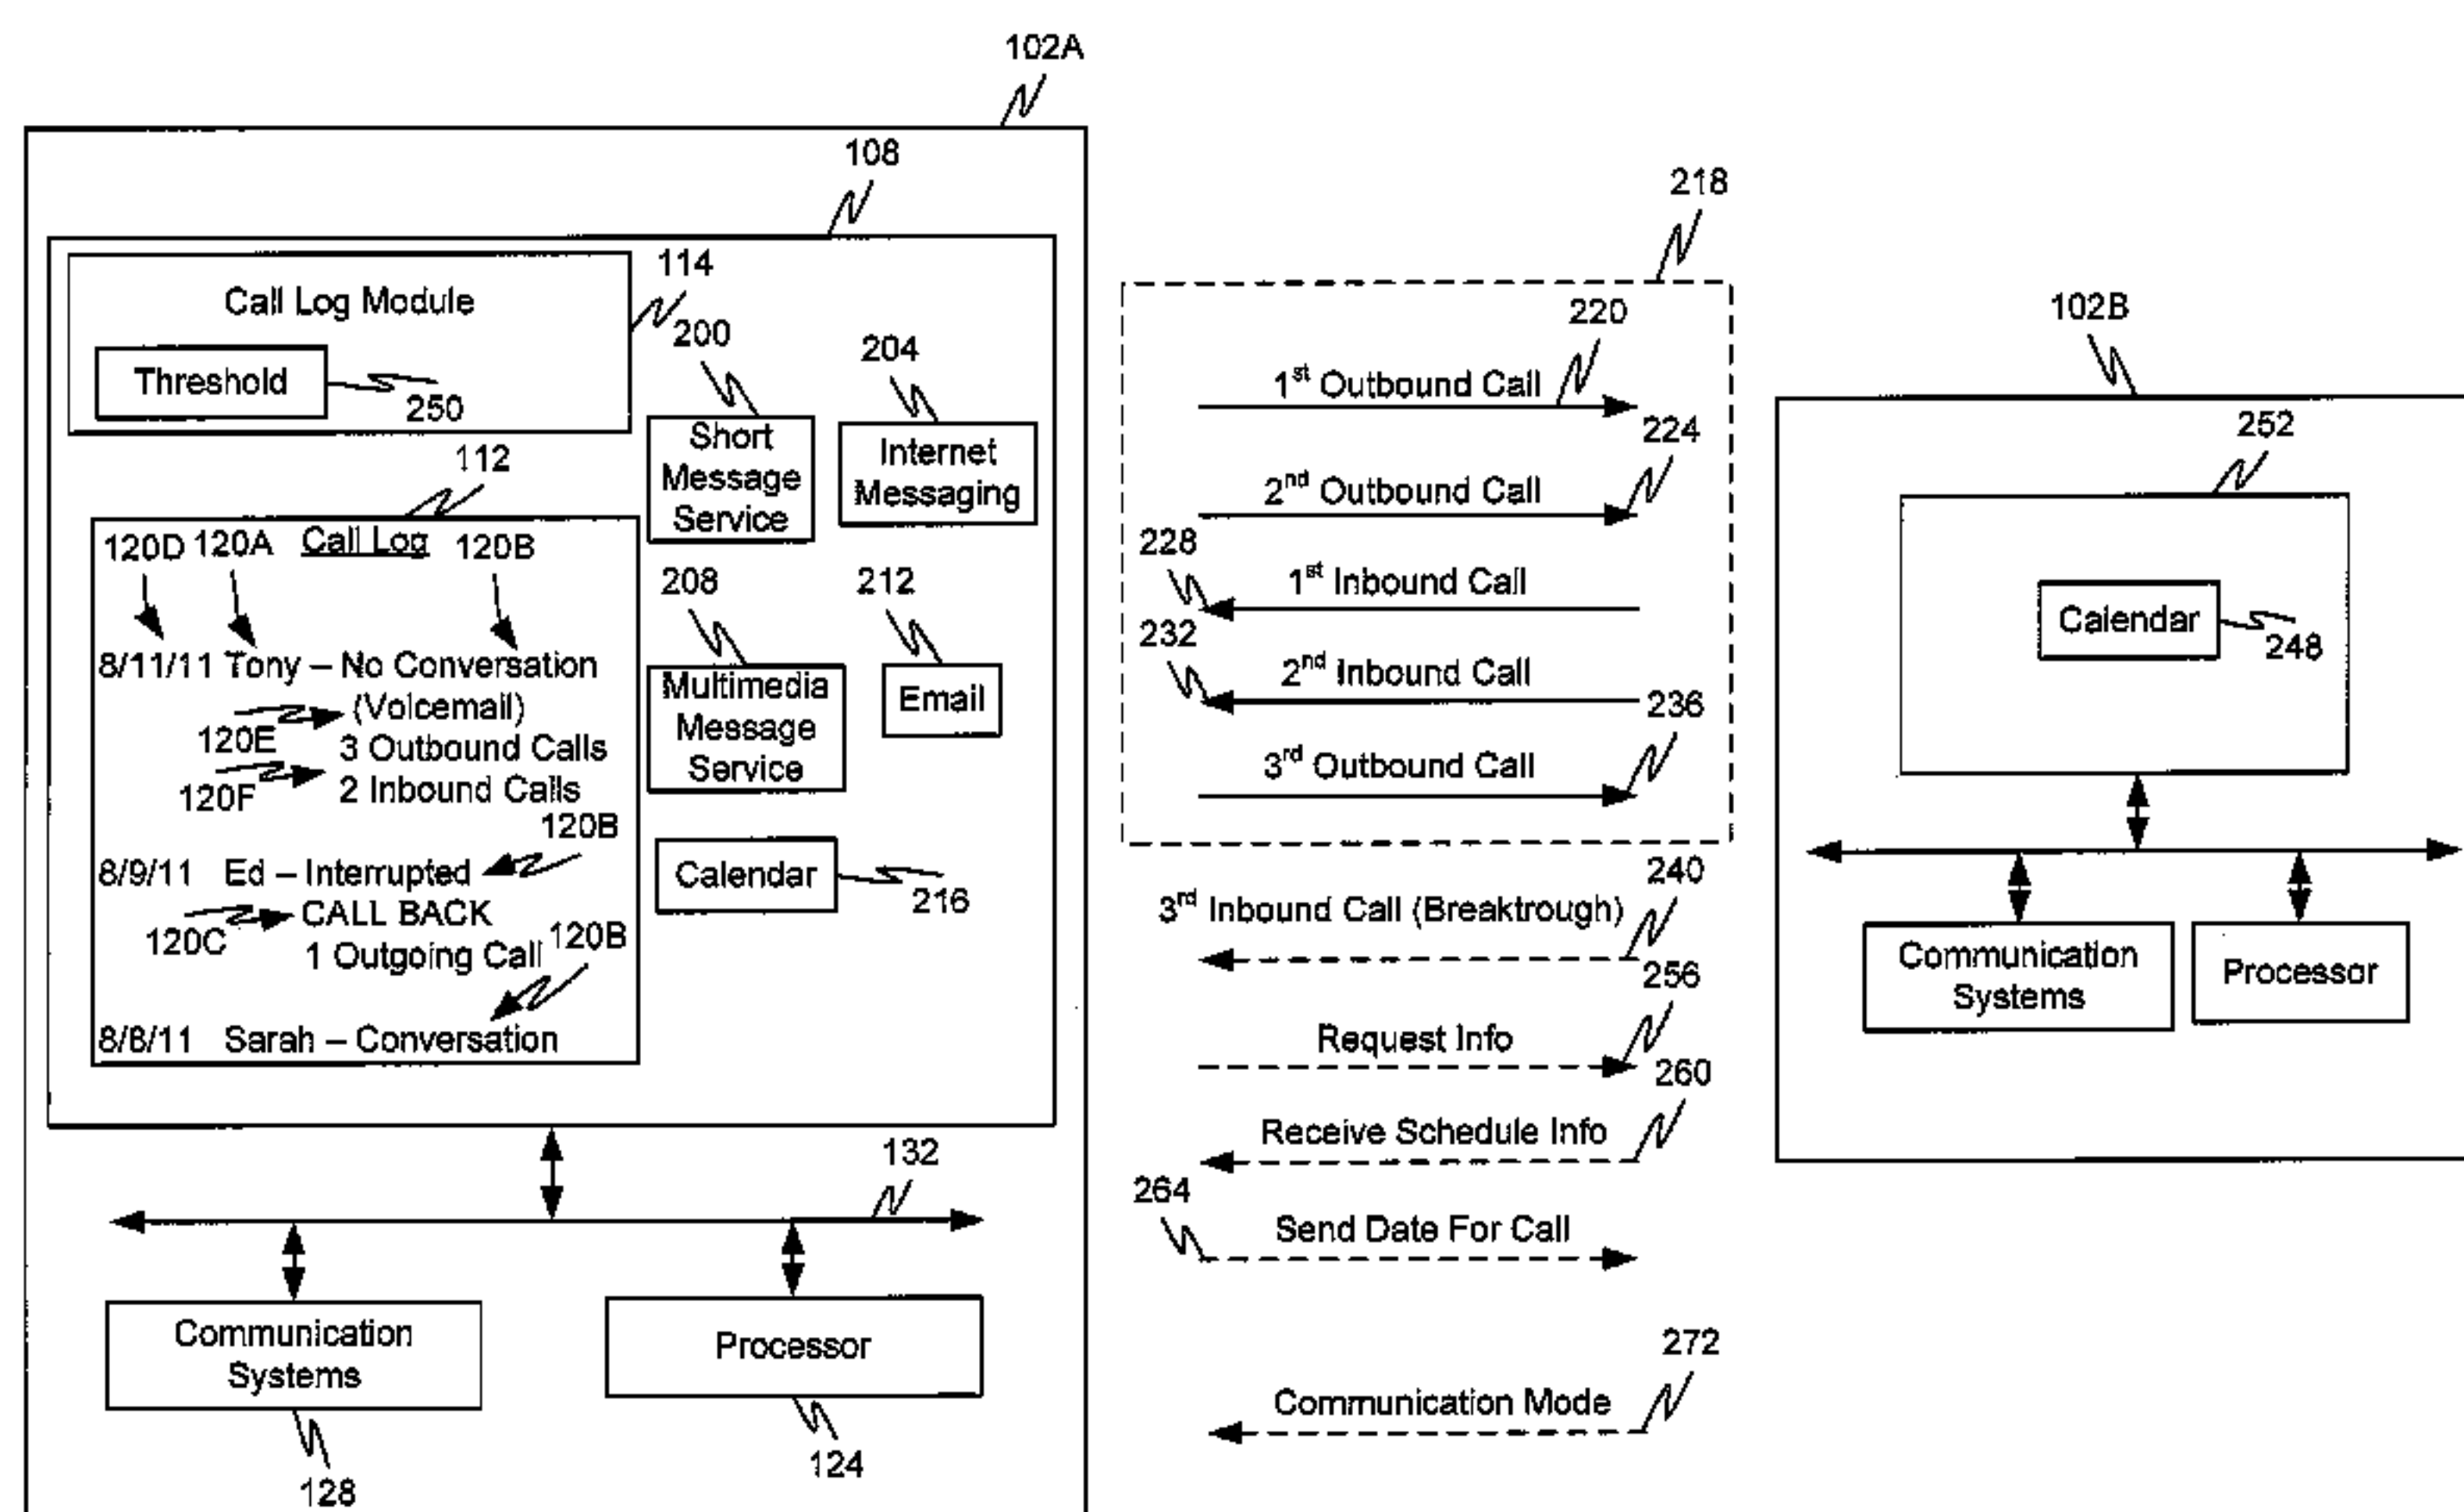 102A
108
Call Log Module
114
Threshold
250
200
Short
Message
Service
204
Internet
Messaging
112
120D 120A Call Log 120B
8/11/11 Tony – No Conversation
(Voicemail)
120E
3 Outbound Calls
120F
2 Inbound Calls
120B
8/9/11 Ed – Interrupted
CALL BACK
120C
1 Outgoing Call
120B
8/8/11 Sarah – Conversation
208
Multimedia
Message
Service
212
Email
Calendar
216
132
Communication
Systems
128
Processor
124
218
220
1st Outbound Call
224
2nd Outbound Call
228
1st Inbound Call
232
2nd Inbound Call
236
3rd Outbound Call
240
3rd Inbound Call (Breaktrough)
256
Request Info
260
Receive Schedule Info
264
Send Date For Call
272
Communication Mode
102B
252
Calendar
248
Communication
Systems
Processor